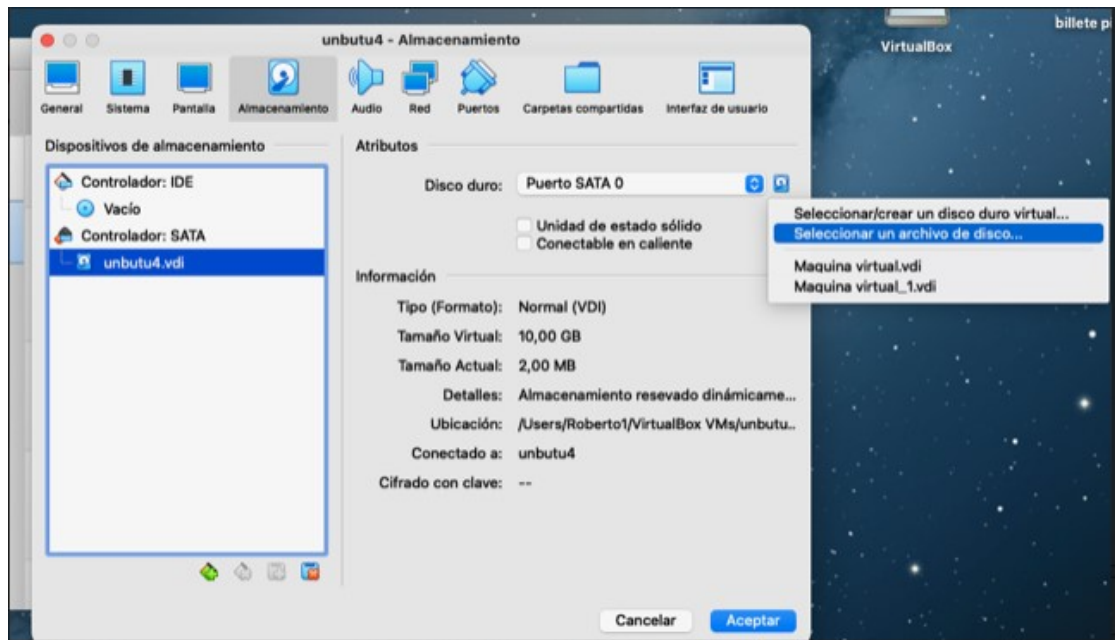 billete p
VirtualBox
unbutu4 - Almacenamiento
General Sistema Pantalla Almacenamiento Audio Red Puertos Carpetas compartidas Interfaz de usuario
Dispositivos de almacenamiento
Controlador: IDE
Vacío
Controlador: SATA
unbutu4.vdi
Atributos
Disco duro: Puerto SATA 0
Unidad de estado sólido
Conectable en caliente
Información
Tipo (Formato): Normal (VDI)
Tamaño Virtual: 10,00 GB
Tamaño Actual: 2,00 MB
Detalles: Almacenamiento resevado dinámicame...
Ubicación: /Users/Roberto1/VirtualBox VMs/unbutu..
Conectado a: unbutu4
Cifrado con clave: --
Seleccionar/crear un disco duro virtual...
Seleccionar un archivo de disco...
Maquina virtual.vdi
Maquina virtual_1.vdi
Cancelar Aceptar